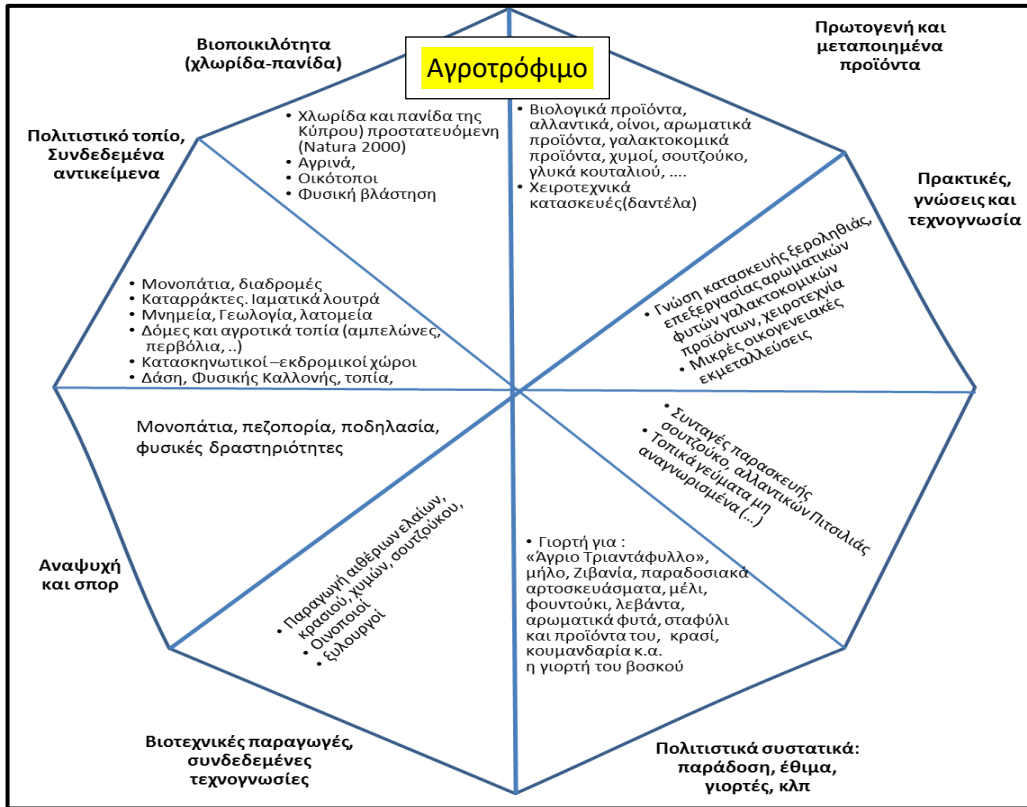 Αγροτρόφιμο
Βιοποικιλότητα
(χλωρίδα-πανίδα)
Πρωτογενή και
μεταποιημένα
προϊόντα
• Χλωρίδα και πανίδα της
Κύπρου) προστατευόμενη
(Natura 2000)
• Αγρινά,
• Οικότοποι
• Φυσική βλάστηση
• Βιολογικά προϊόντα,
αλλαντικά, οίνοι, αρωματικά
προϊόντα, γαλακτοκομικά
προϊόντα, χυμοί, σουτζούκο,
γλυκά κουταλιού, ....
• Χειροτεχνικά
κατασκευές(δαντέλα)
Πολιτιστικό τοπίο,
Συνδεδεμένα
αντικείμενα
Πρακτικές,
γνώσεις και
τεχνογνωσία
• Μονοπάτια, διαδρομές
• Καταρράκτες. Ιαματικά λουτρά
• Μνημεία, Γεωλογία, λατομεία
• Δόμες και αγροτικά τοπία (αμπελώνες,
περβόλια, ..)
• Κατασκηνωτικοί –εκδρομικοί χώροι
• Δάση, Φυσικής Καλλονής, τοπία,
• Γνώση κατασκευής ξερολιθιάς,
επεξεργασίας αρωματικών
φυτών γαλακτοκομικών
προϊόντων, χειροτεχνία
• Μικρές οικογενειακές
εκμεταλλεύσεις
Μονοπάτια, πεζοπορία, ποδηλασία,
φυσικές δραστηριότητες
• Συνταγές παρασκευής
σουτζούκο, αλλαντικών Πιτσιλιάς
• Τοπικά γεύματα μη
αναγνωρισμένα (...)
Αναψυχή
και σπορ
• Παραγωγή αιθέριων ελαίων,
κρασιού, χυμών, σουτζούκου,
• Οινοποιοί
• ξυλουργοί
• Γιορτή για :
«Άγριο Τριαντάφυλλο»,
μήλο, Ζιβανία, παραδοσιακά
αρτοσκευάσματα, μέλι,
φουντούκι, λεβάντα,
αρωματικά φυτά, σταφύλι
και προϊόντα του, κρασί,
κουμανδαρία κ.α.
η γιορτή του βοσκού
Βιοτεχνικές παραγωγές,
συνδεδεμένες
τεχνογνωσίες
Πολιτιστικά συστατικά:
παράδοση, έθιμα,
γιορτές, κλπ